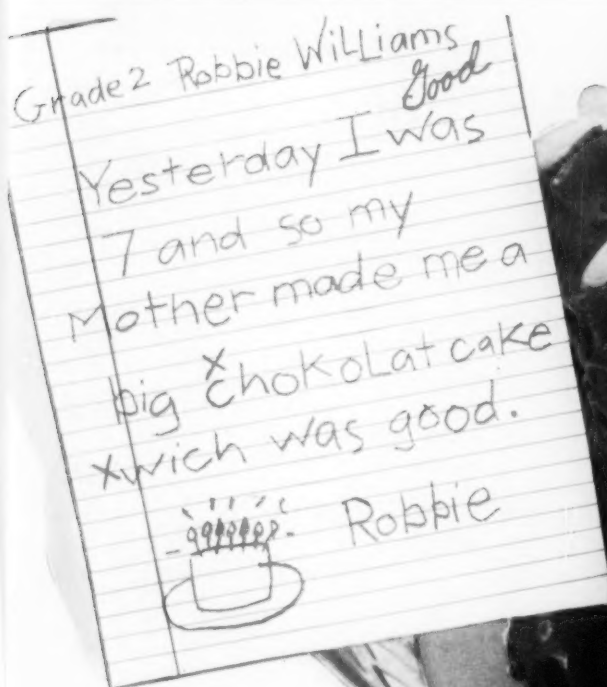 Grade 2 Robbie Williams
Good
Yesterday I was
7 and so my
Mother made me a
big chokolat cake
x
xwich was good.
Robbie